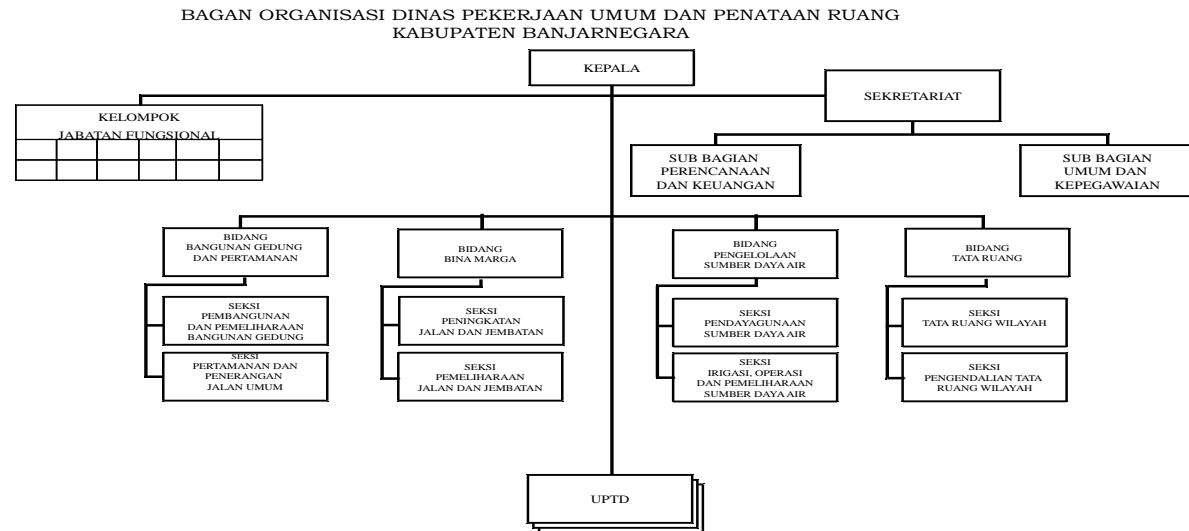 BAGAN ORGANISASI DINAS PEKERJAAN UMUM DAN PENATAAN RUANG
KABUPATEN BANJARNEGARA
KEPALA
SEKRETARIAT
KELOMPOK
JABATAN FUNGSIONAL
SUB BAGIAN
PERENCANAAN
DAN KEUANGAN
SUB BAGIAN
UMUM DAN
KEPEGAWAIAN
BIDANG
BANGUNAN GEDUNG
DAN PERTAMANAN
BIDANG
BINA MARGA
BIDANG
PENGELOLAAN
SUMBER DAYA AIR
BIDANG
TATA RUANG
SEKSI
PEMBANGUNAN
DAN PEMELIHARAAN
BANGUNAN GEDUNG
SEKSI
PENINGKATAN
JALAN DAN JEMBATAN
SEKSI
PENDAYAGUNAAN
SUMBER DAYA AIR
SEKSI
TATA RUANG WILAYAH
SEKSI
PERTAMANAN DAN
PENERANGAN
JALAN UMUM
SEKSI
PEMELIHARAAN
JALAN DAN JEMBATAN
SEKSI
IRIGASI, OPERASI
DAN PEMELIHARAAN
SUMBER DAYA AIR
SEKSI
PENGENDALIAN TATA
RUANG WILAYAH
UPTD